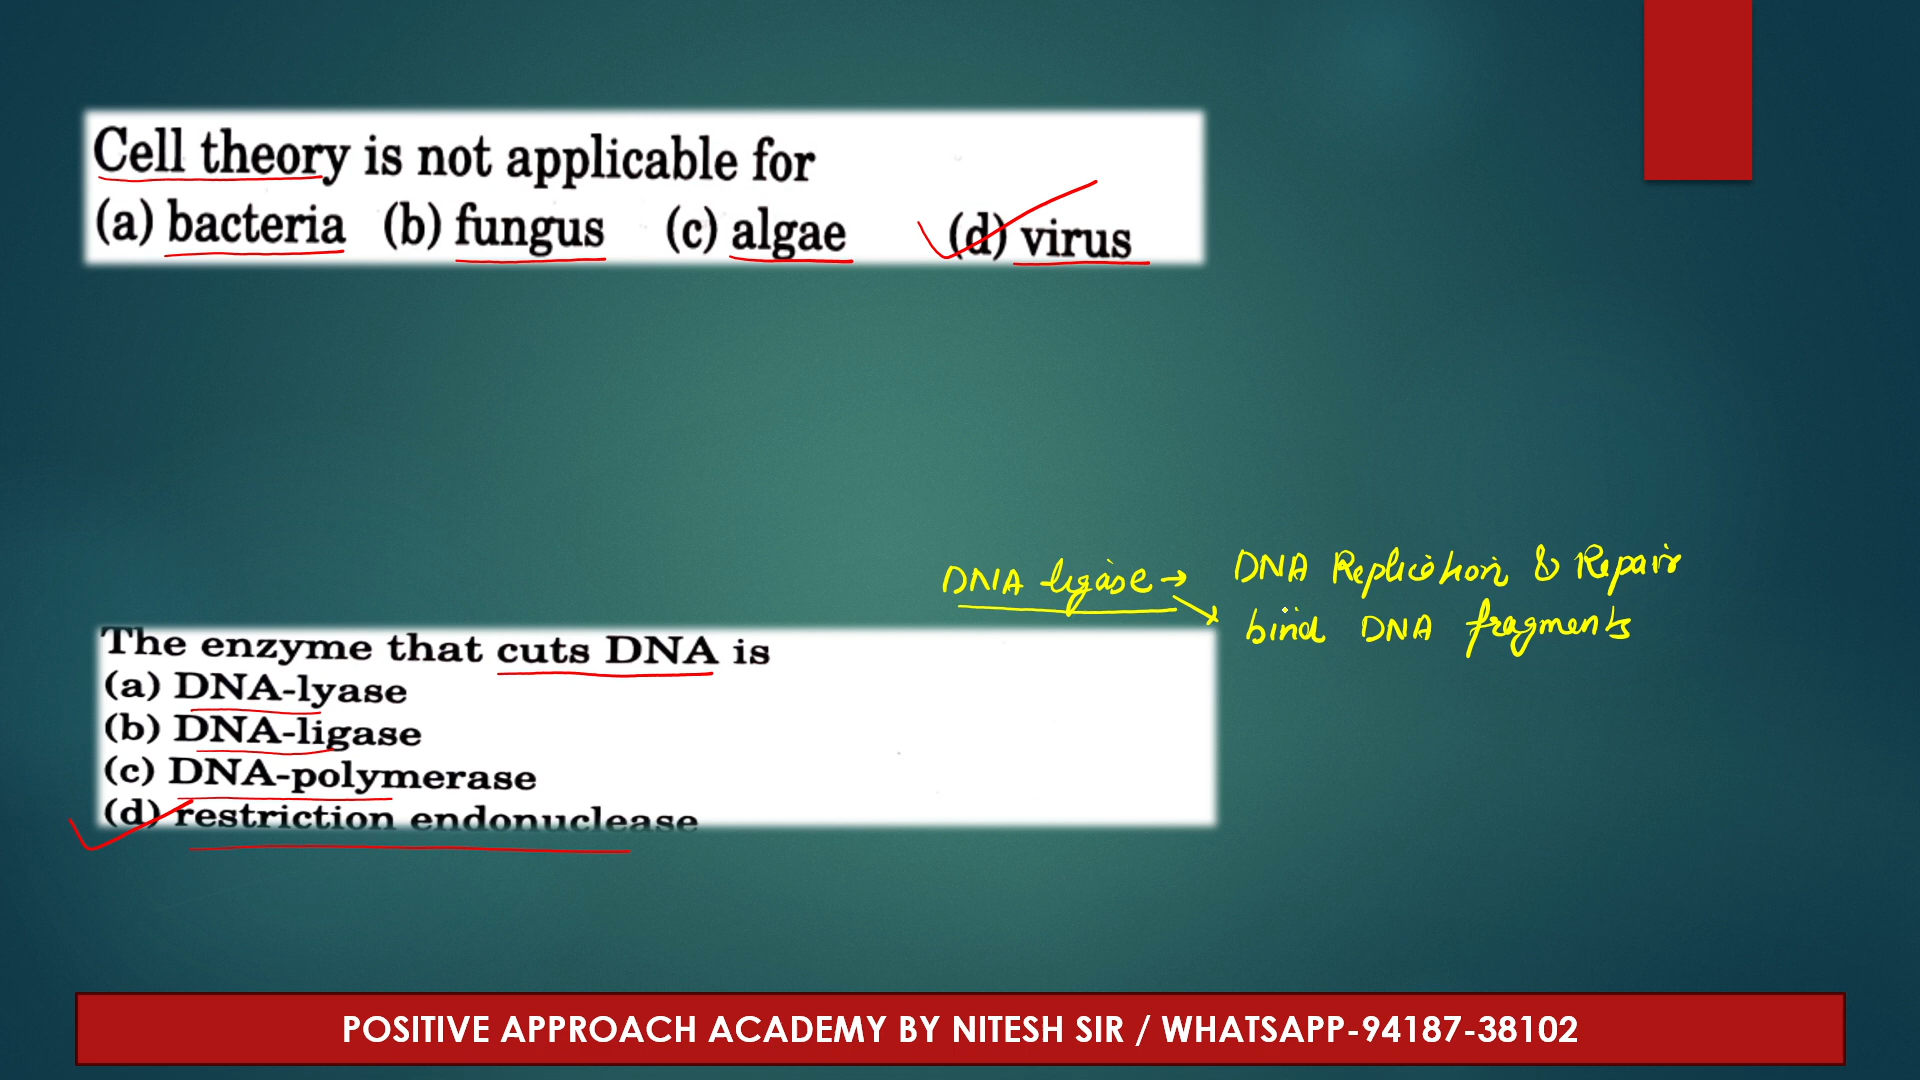 Cell theory is not applicable for
(a) bacteria (b) fungus (c) algae (d) virus
DNA ligase → DNA Replication & Repair
bind DNA fragments
The enzyme that cuts DNA is
(a) DNA-lyase
(b) DNA-ligase
(c) DNA-polymerase
(d) restriction endonuclease
POSITIVE APPROACH ACADEMY BY NITESH SIR / WHATSAPP-94187-38102